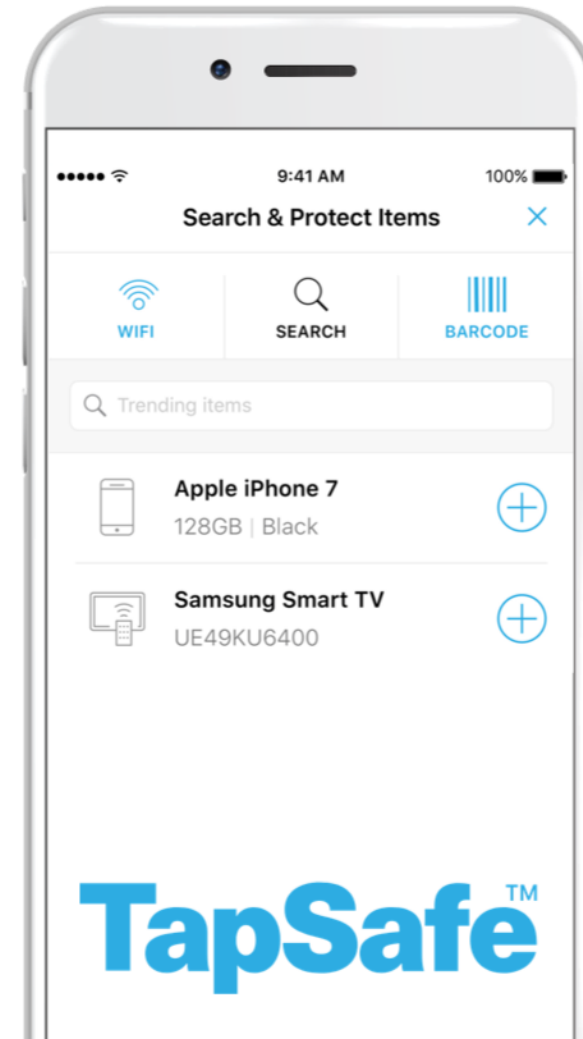 9:41 AM 100%
Search & Protect Items
WIFI SEARCH BARCODE
Trending items
Apple iPhone 7
128GB | Black
Samsung Smart TV
UE49KU6400
TapSafe™